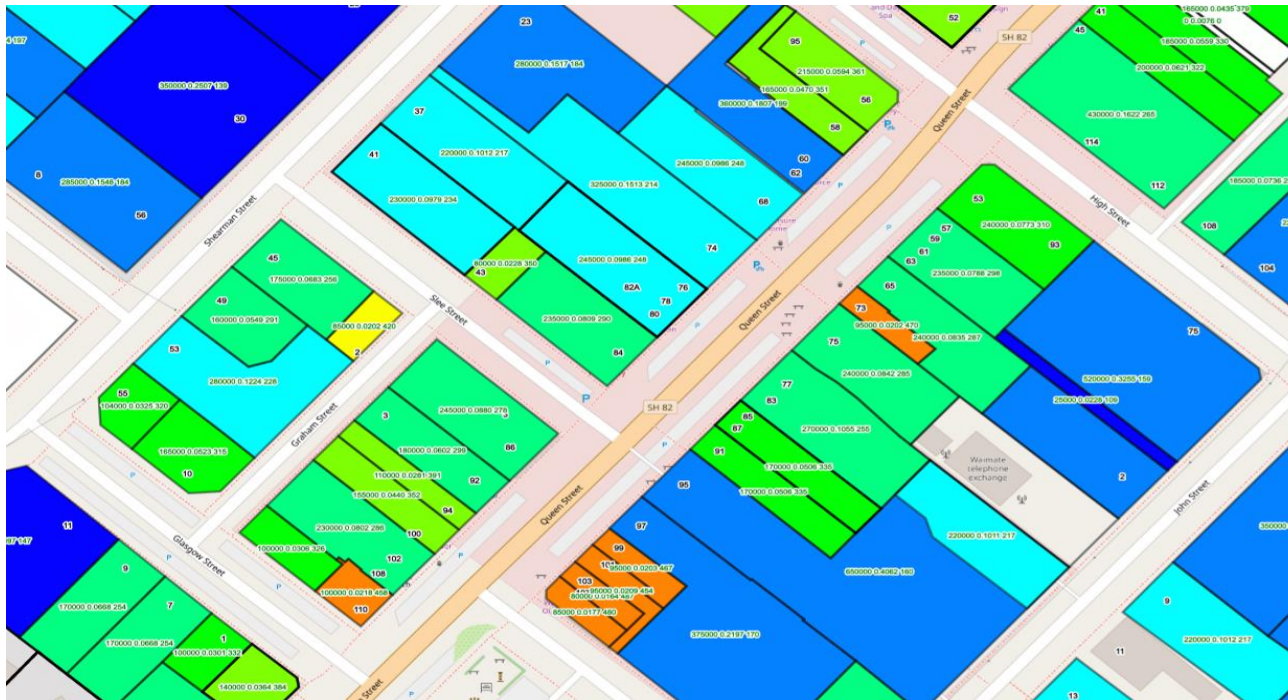 and Day
Spa
P
52
SH 82
41
45
165000 0.0435 379
0 0.0076 0
185000 0.0559 330
200000 0.0621 322
23
95
215000 0.0594 361
165000 0.0470 351
56
58
280000 0.1517 184
360000 0.1807 199
60
62
350000 0.2507 139
30
8
285000 0.1548 184
56
Shearman Street
37
41
220000 0.1012 217
230000 0.0979 234
325000 0.1513 214
245000 0.0986 248
68
74
Queen Street
430000 0.1622 265
114
112
High Street
108
185000 0.0736
104
53
240000 0.0773 310
93
57
59
61
63
235000 0.0788 298
65
45
175000 0.0683 256
49
160000 0.0549 291
85000 0.0202 420
2
53
280000 0.1224 228
55
104000 0.0325 320
165000 0.0523 315
10
Graham Street
Slee Street
80000 0.0228 350
43
245000 0.0986 248
82A
76
78
80
235000 0.0809 290
84
P
Queen Street
73
95000 0.0202 470
240000 0.0835 287
75
240000 0.0842 285
75
520000 0.3255 159
25000 0.0228 109
2
Waimate
telephone
exchange
John Street
SH 82
77
83
270000 0.1055 255
85
87
170000 0.0506 335
91
170000 0.0506 335
3
245000 0.0880 278
86
180000 0.0602 299
92
110000 0.0281 391
94
155000 0.0440 352
100
230000 0.0802 286
102
100000 0.0306 326
108
100000 0.0218 458
110
Queen Street
95
97
99
95000 0.0203 467
103
95000 0.0209 454
85000 0.0177 480
220000 0.1011 217
650000 0.4062 160
375000 0.2197 170
Glasgow Street
11
9
170000 0.0668 254
7
170000 0.0668 254
1
100000 0.0301 332
140000 0.0364 384
9
220000 0.1012 217
11
13
350000